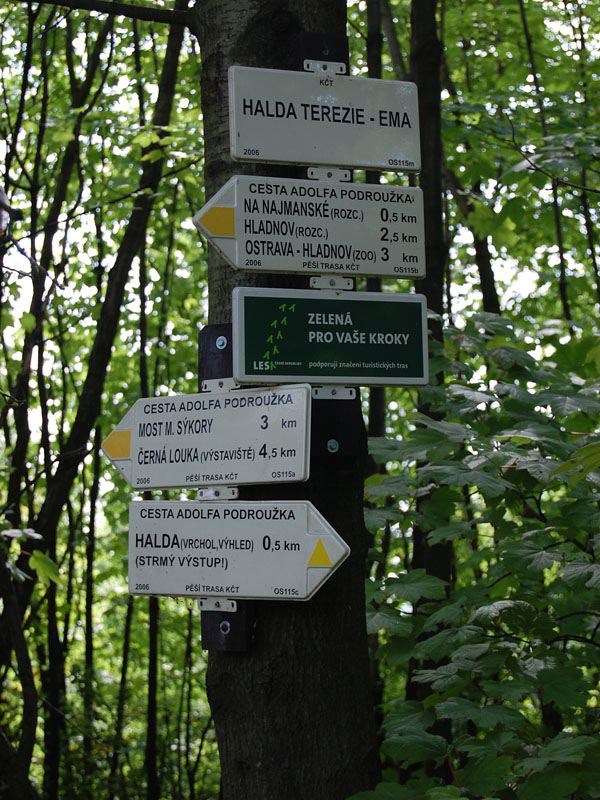 KČT
HALDA TEREZIE - EMA
2006 OS115m
CESTA ADOLFA PODROUŽKA
NA NAJMANSKÉ (ROZC.) 0,5 km
HLADNOV (ROZC.) 2,5 km
OSTRAVA - HLADNOV (ZOO) 3 km
2006 PĚŠÍ TRASA KČT OS115b
ZELENÁ
PRO VAŠE KROKY
podporuji značení turistických tras
CESTA ADOLFA PODROUŽKA
MOST M. SÝKORY 3 km
ČERNÁ LOUKA (VÝSTAVIŠTĚ) 4,5 km
2006 PĚŠÍ TRASA KČT OS115a
CESTA ADOLFA PODROUŽKA
HALDA (VRCHOL,VÝHLED) 0,5 km
(STRMÝ VÝSTUP!)
2006 PĚŠÍ TRASA KČT OS115c